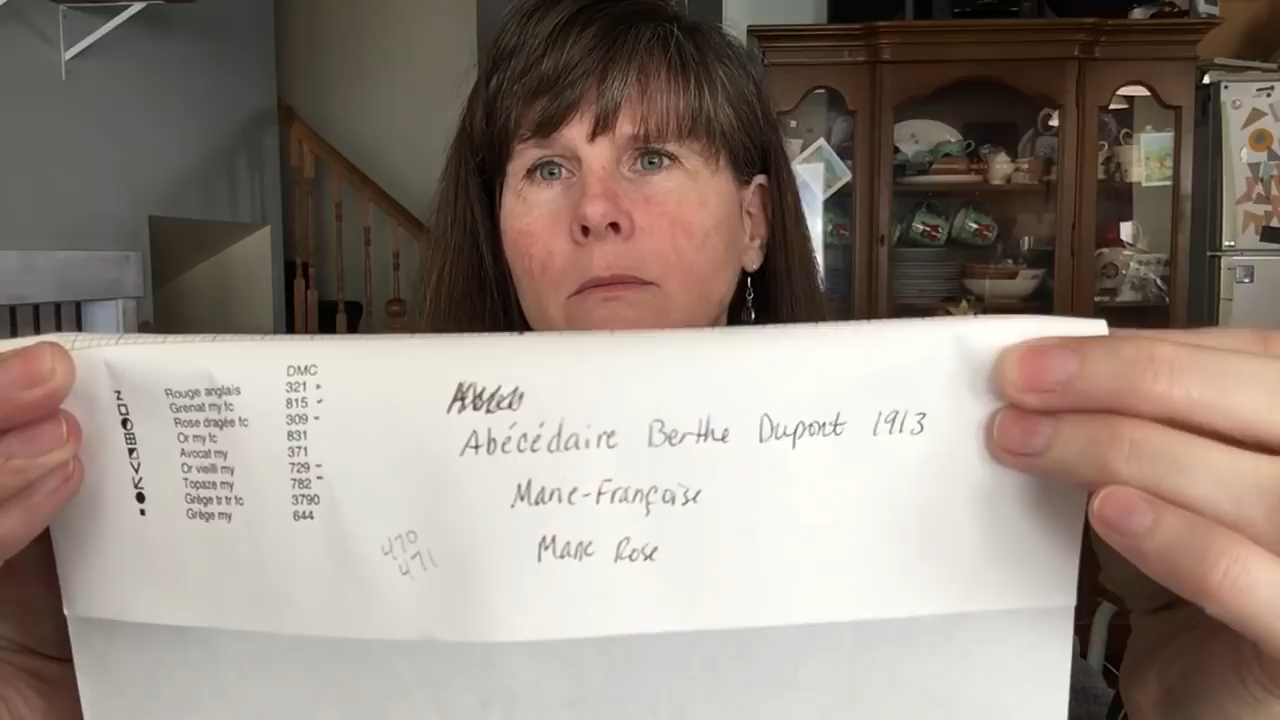 DMC
Rouge anglais 321
Grenat my fc 815
Rose dragée fc 309
Or my fc 831
Avocat my 371
Or vieilli my 729
Topaze my 782
Grège tr tr fc 3790
Grège my 644
470
471
Abécédaire Berthe Dupont 1913
Marie-Françoise
Marie Rose